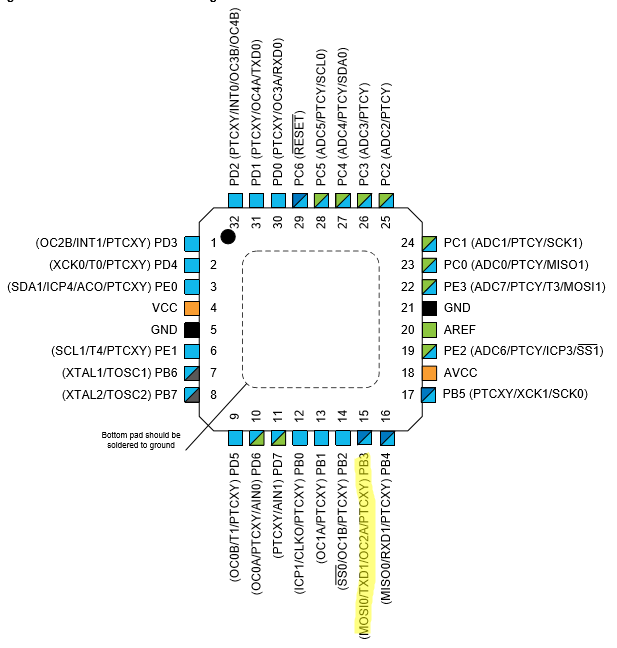 PD2 (PTCXY/INT0/OC3B/OC4B)
PD1 (PTCXY/OC4A/TXD0)
PD0 (PTCXY/OC3A/RXD0)
PC6 (RESET)
PC5 (ADC5/PTCY/SCL0)
PC4 (ADC4/PTCY/SDA0)
PC3 (ADC3/PTCY)
PC2 (ADC2/PTCY)
32
31
30
29
28
27
26
25
(OC2B/INT1/PTCXY) PD3
1
(XCK0/T0/PTCXY) PD4
2
(SDA1/ICP4/ACO/PTCXY) PE0
3
VCC
4
GND
5
(SCL1/T4/PTCXY) PE1
6
(XTAL1/TOSC1) PB6
7
(XTAL2/TOSC2) PB7
8
24
PC1 (ADC1/PTCY/SCK1)
23
PC0 (ADC0/PTCY/MISO1)
22
PE3 (ADC7/PTCY/T3/MOSI1)
21
GND
20
AREF
19
PE2 (ADC6/PTCY/ICP3/SS1)
18
AVCC
17
PB5 (PTCXY/XCK1/SCK0)
9
10
11
12
13
14
15
16
Bottom pad should be
soldered to ground
(OC0B/T1/PTCXY) PD5
(OC0A/PTCXY/AIN0) PD6
(PTCXY/AIN1) PD7
(ICP1/CLKO/PTCXY) PB0
(OC1A/PTCXY) PB1
(SS0/OC1B/PTCXY) PB2
(MOSI0/TXD1/OC2A/PTCXY) PB3
(MISO0/RXD1/PTCXY) PB4